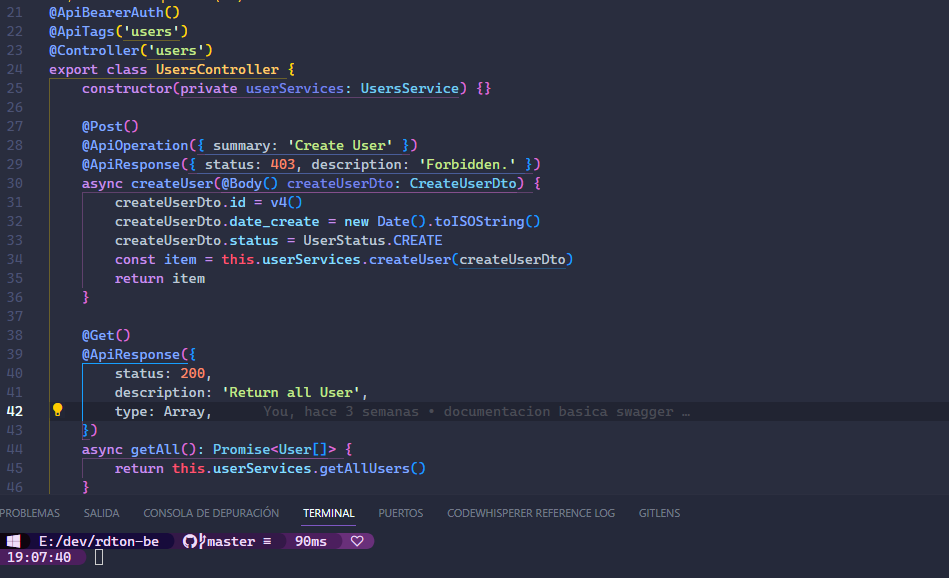 21 @ApiBearerAuth()
22 @ApiTags('users')
23 @Controller('users')
24 export class UsersController {
25 constructor(private userServices: UsersService) {}
26
27 @Post()
28 @ApiOperation({ summary: 'Create User' })
29 @ApiResponse({ status: 403, description: 'Forbidden.' })
30 async createUser(@Body() createUserDto: CreateUserDto) {
31 createUserDto.id = v4()
32 createUserDto.date_create = new Date().toISOString()
33 createUserDto.status = UserStatus.CREATE
34 const item = this.userServices.createUser(createUserDto)
35 return item
36 }
37
38 @Get()
39 @ApiResponse({
40 status: 200,
41 description: 'Return all User',
42 type: Array, You, hace 3 semanas • documentacion basica swagger …
43 })
44 async getAll(): Promise<User[]> {
45 return this.userServices.getAllUsers()
46 }
PROBLEMAS SALIDA CONSOLA DE DEPURACIÓN TERMINAL PUERTOS CODEWHISPERER REFERENCE LOG GITLENS
E:/dev/rdton-be master ≡ 90ms ♡
19:07:40